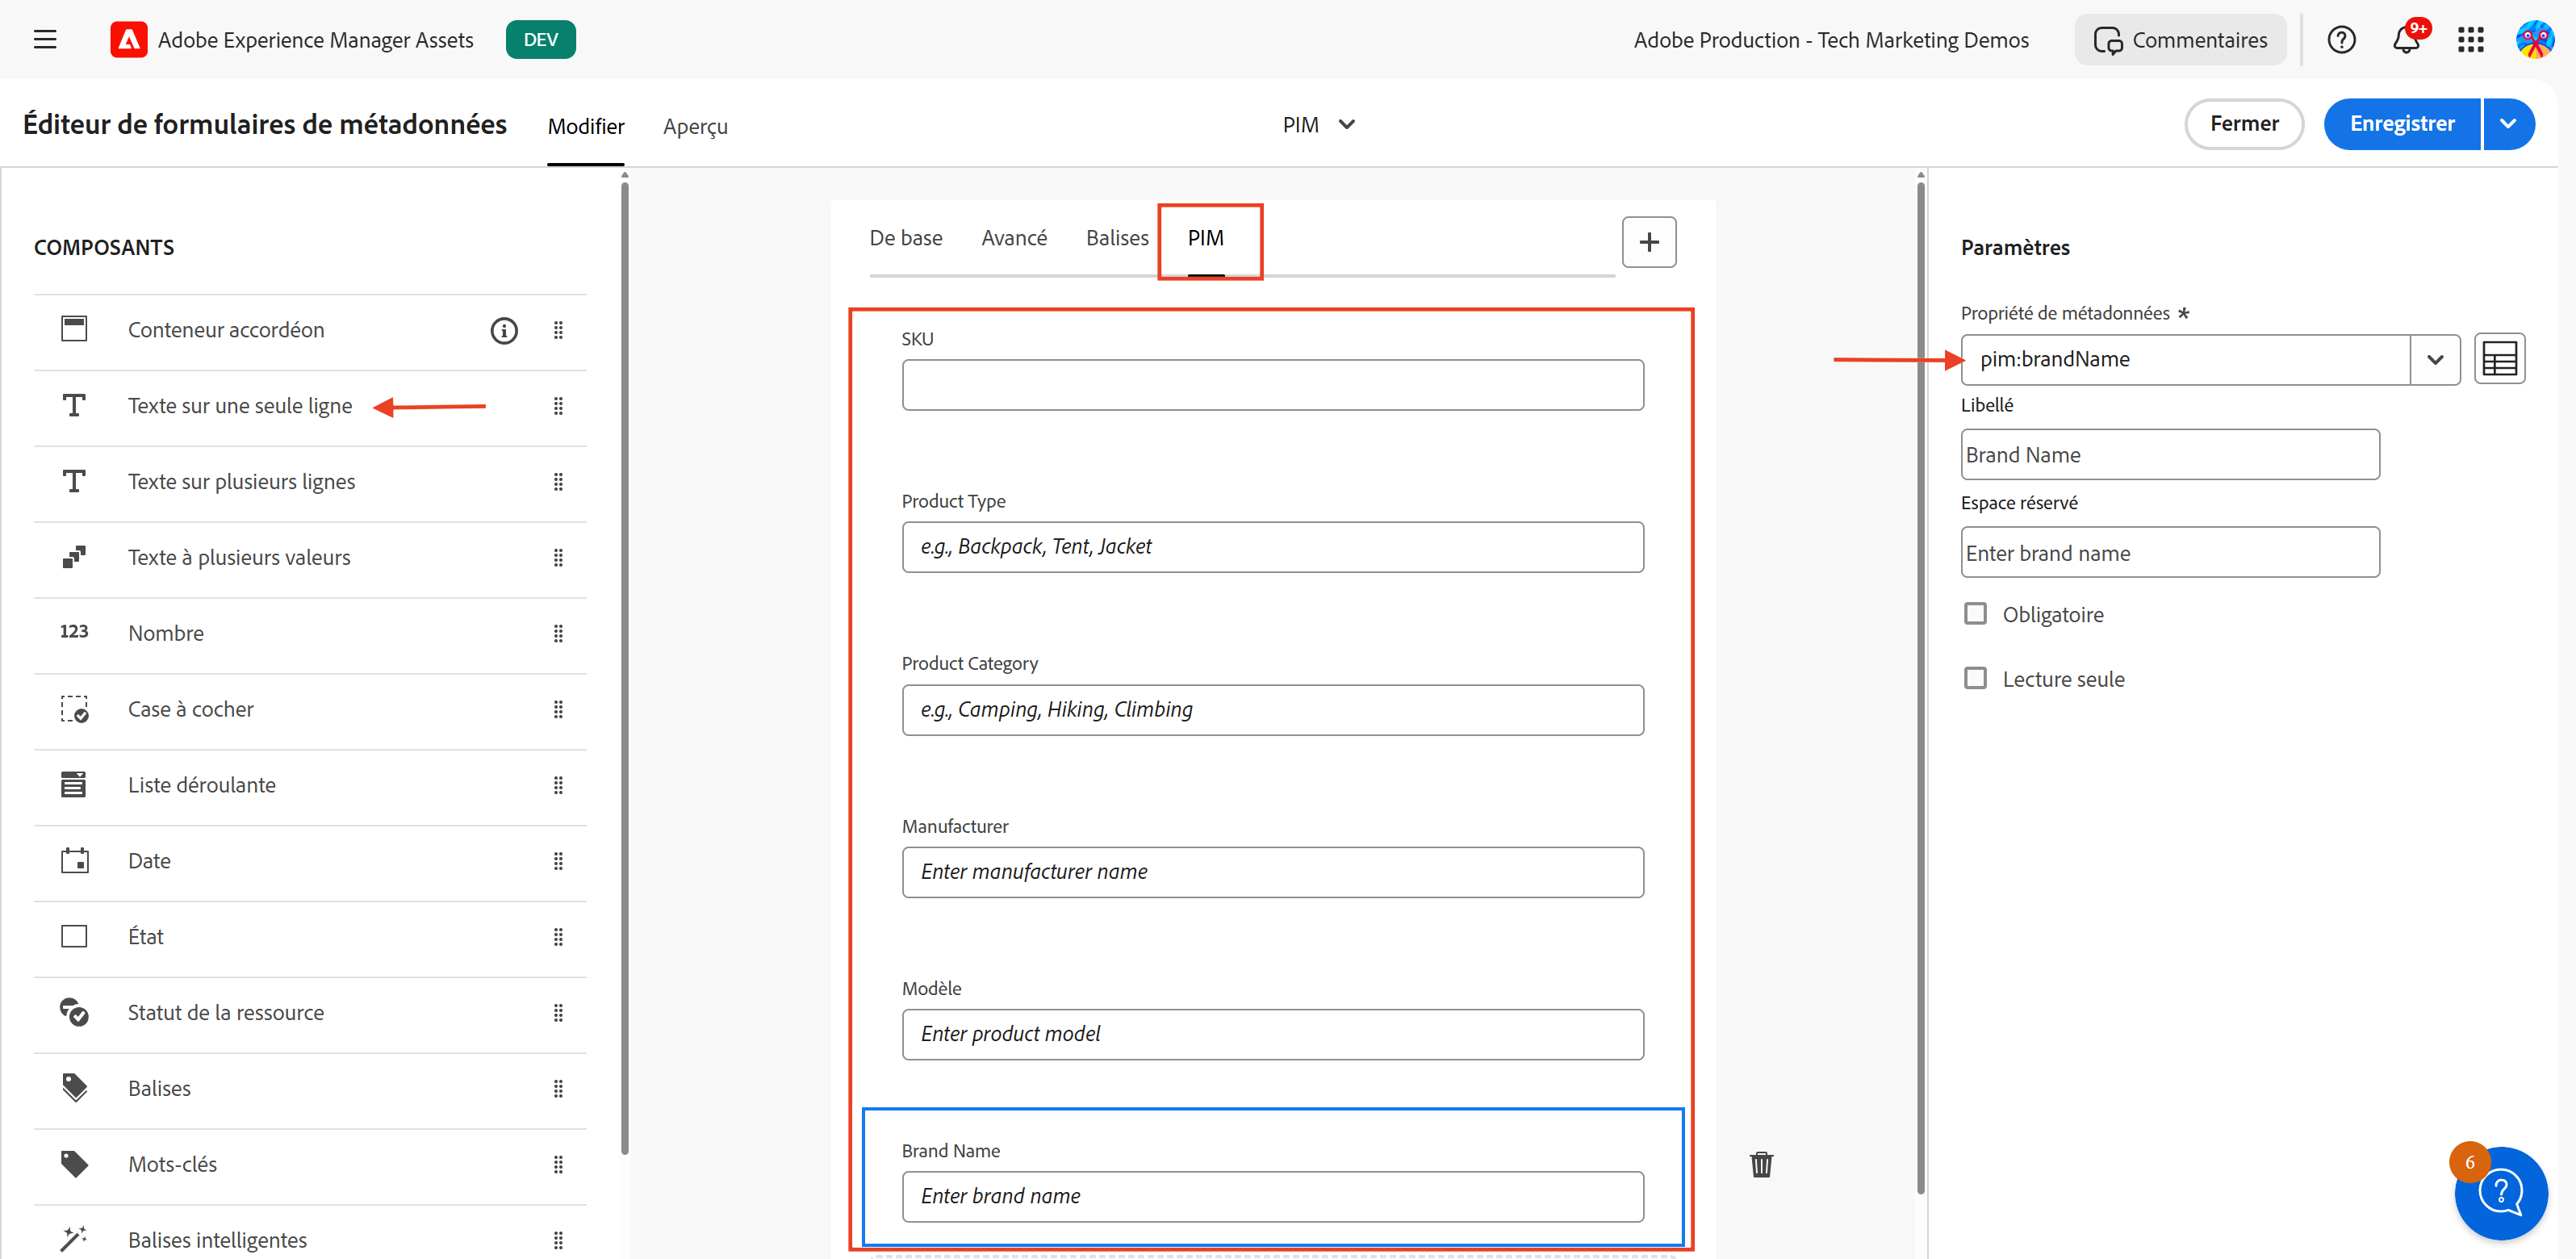 Adobe Experience Manager Assets
DEV
Adobe Production - Tech Marketing Demos
Commentaires
9+
Éditeur de formulaires de métadonnées
Modifier
Aperçu
PIM
Fermer
Enregistrer
COMPOSANTS
Conteneur accordéon
Texte sur une seule ligne
Texte sur plusieurs lignes
Texte à plusieurs valeurs
123
Nombre
Case à cocher
Liste déroulante
Date
État
Statut de la ressource
Balises
Mots-clés
Balises intelligentes
De base
Avancé
Balises
PIM
SKU
Product Type
e.g., Backpack, Tent, Jacket
Product Category
e.g., Camping, Hiking, Climbing
Manufacturer
Enter manufacturer name
Modèle
Enter product model
Brand Name
Enter brand name
Paramètres
Propriété de métadonnées *
pim:brandName
Libellé
Brand Name
Espace réservé
Enter brand name
Obligatoire
Lecture seule
6